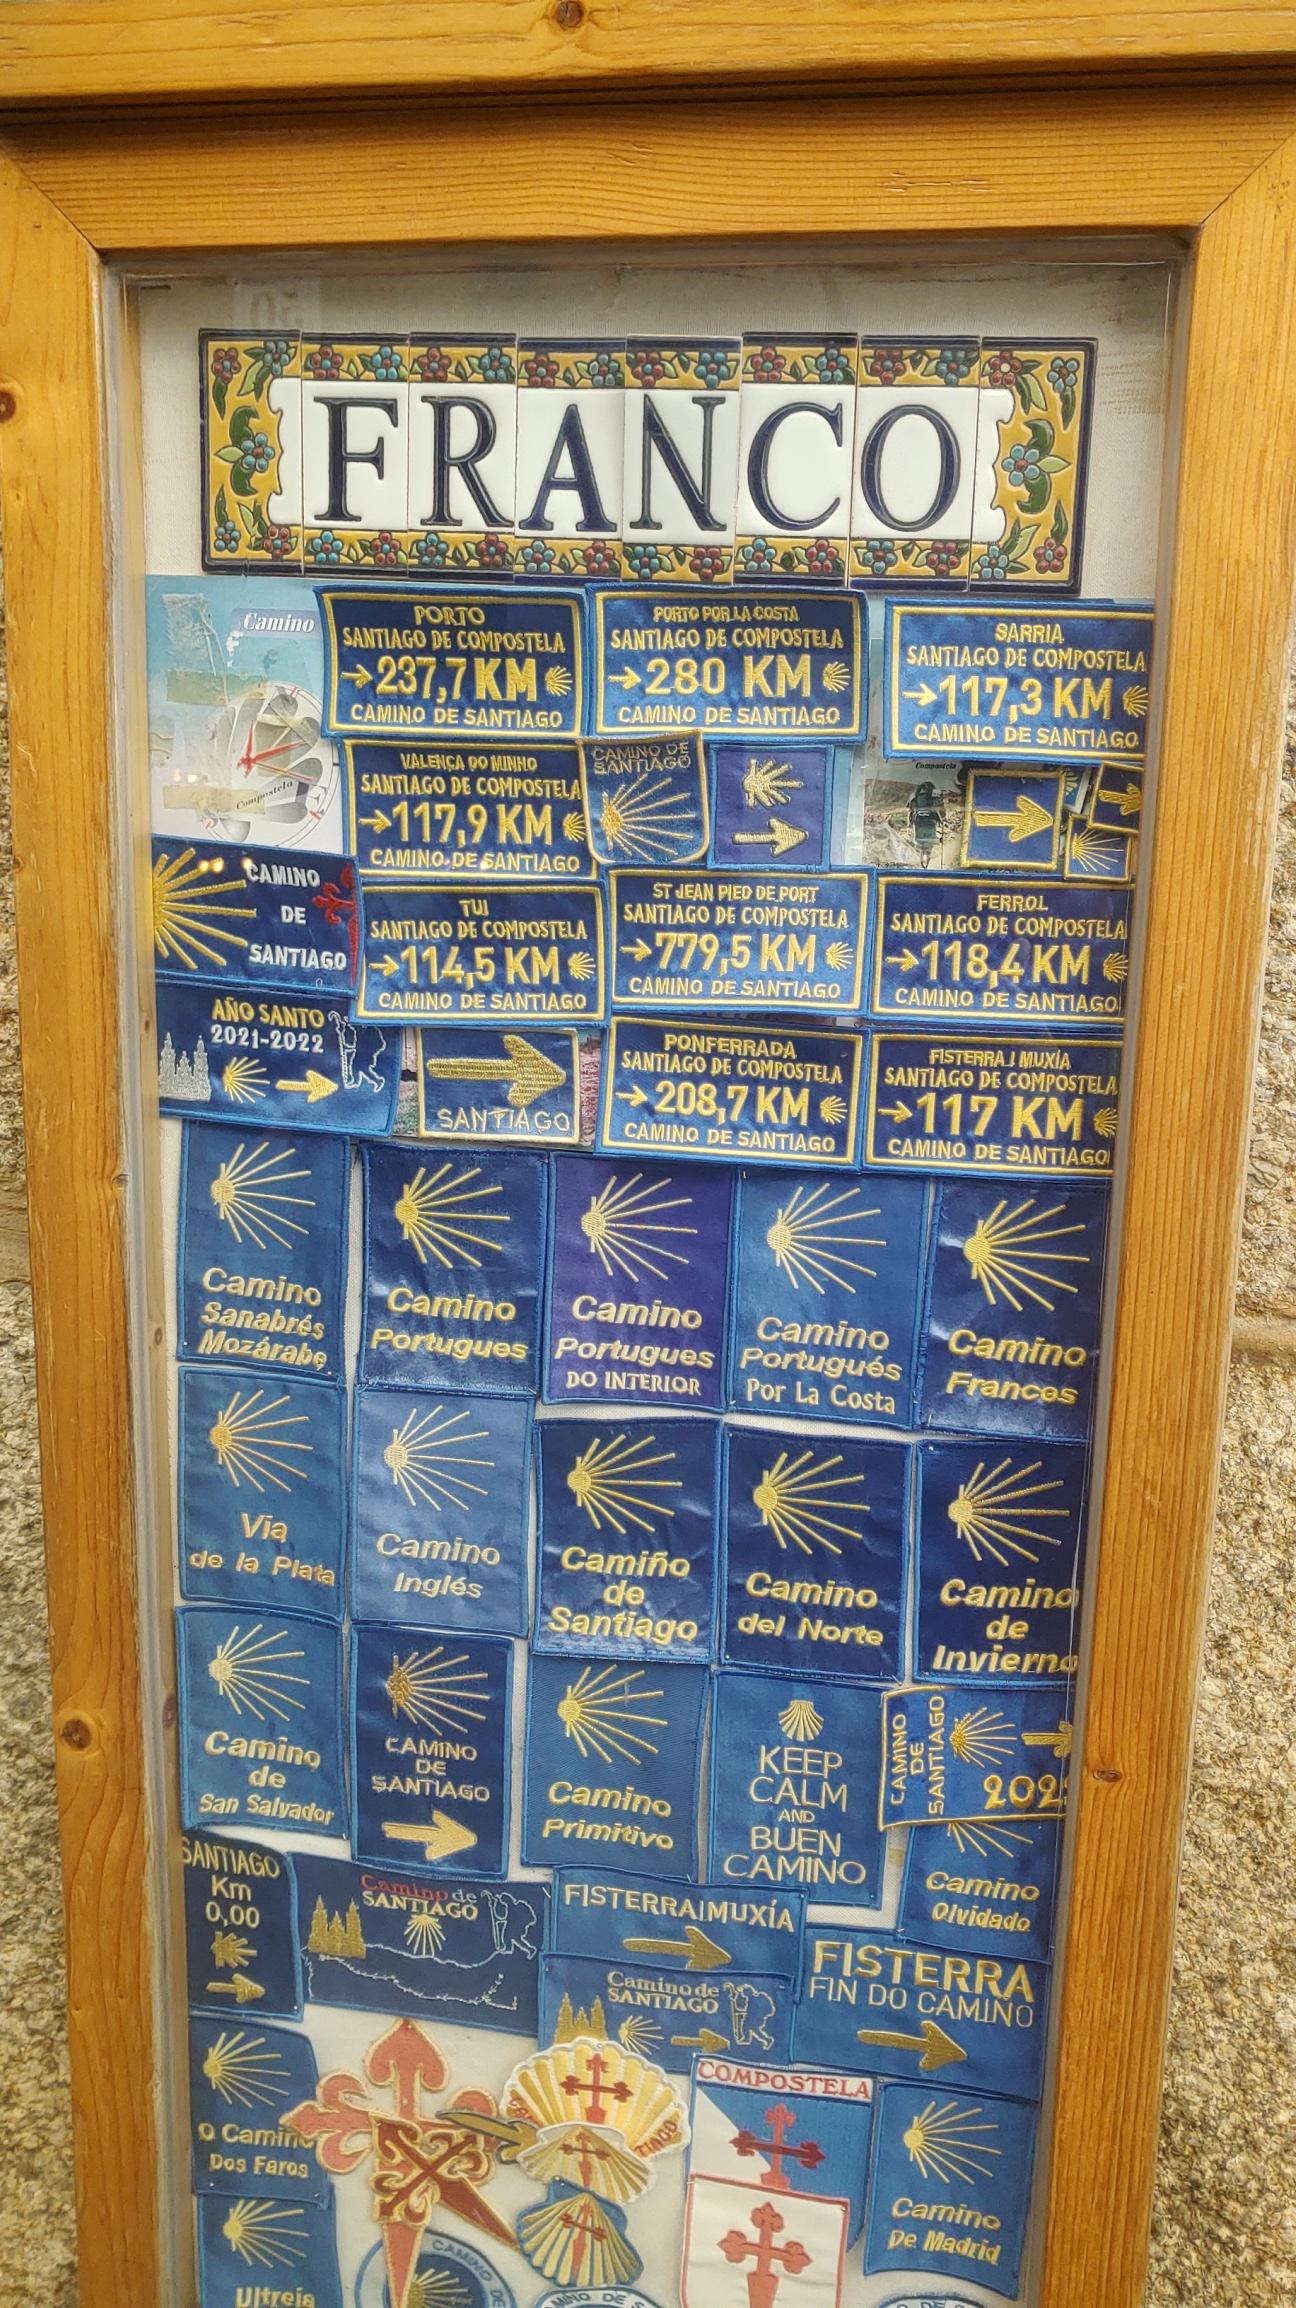 FRANCO
Camino
Compostela
PORTO
SANTIAGO DE COMPOSTELA
237,7 KM
CAMINO DE SANTIAGO
PORTO POR LA COSTA
SANTIAGO DE COMPOSTELA
280 KM
CAMINO DE SANTIAGO
SARRIA
SANTIAGO DE COMPOSTELA
117,3 KM
CAMINO DE SANTIAGO
VALENÇA DO MINHO
SANTIAGO DE COMPOSTELA
117,9 KM
CAMINO DE SANTIAGO
CAMINO DE
SANTIAGO
Compostela
CAMINO
DE
SANTIAGO
TUI
SANTIAGO DE COMPOSTELA
114,5 KM
CAMINO DE SANTIAGO
ST JEAN PIED DE PORT
SANTIAGO DE COMPOSTELA
779,5 KM
CAMINO DE SANTIAGO
FERROL
SANTIAGO DE COMPOSTELA
118,4 KM
CAMINO DE SANTIAGO
AÑO SANTO
2021-2022
SANTIAGO
PONFERRADA
SANTIAGO DE COMPOSTELA
208,7 KM
CAMINO DE SANTIAGO
FISTERRA I MUXÍA
SANTIAGO DE COMPOSTELA
117 KM
CAMINO DE SANTIAGO
Camino
Sanabrés
Mozárabe
Camino
Portugues
Camino
Portugues
DO INTERIOR
Camino
Portugués
Por La Costa
Camino
Frances
Via
de la Plata
Camino
Inglés
Camiño
de
Santiago
Camino
del Norte
Camino
de
Invierno
Camino
de
San Salvador
CAMINO
DE
SANTIAGO
Camino
Primitivo
KEEP
CALM
AND
BUEN
CAMINO
CAMINO
DE
SANTIAGO
Camino
Olvidado
SANTIAGO
Km
0,00
Camino de
SANTIAGO
FISTERRA|MUXÍA
Camino de
SANTIAGO
FISTERRA
FIN DO CAMINO
O Camiño
Dos Faros
COMPOSTELA
Camino
De Madrid
Ultreia
CAMINO DE